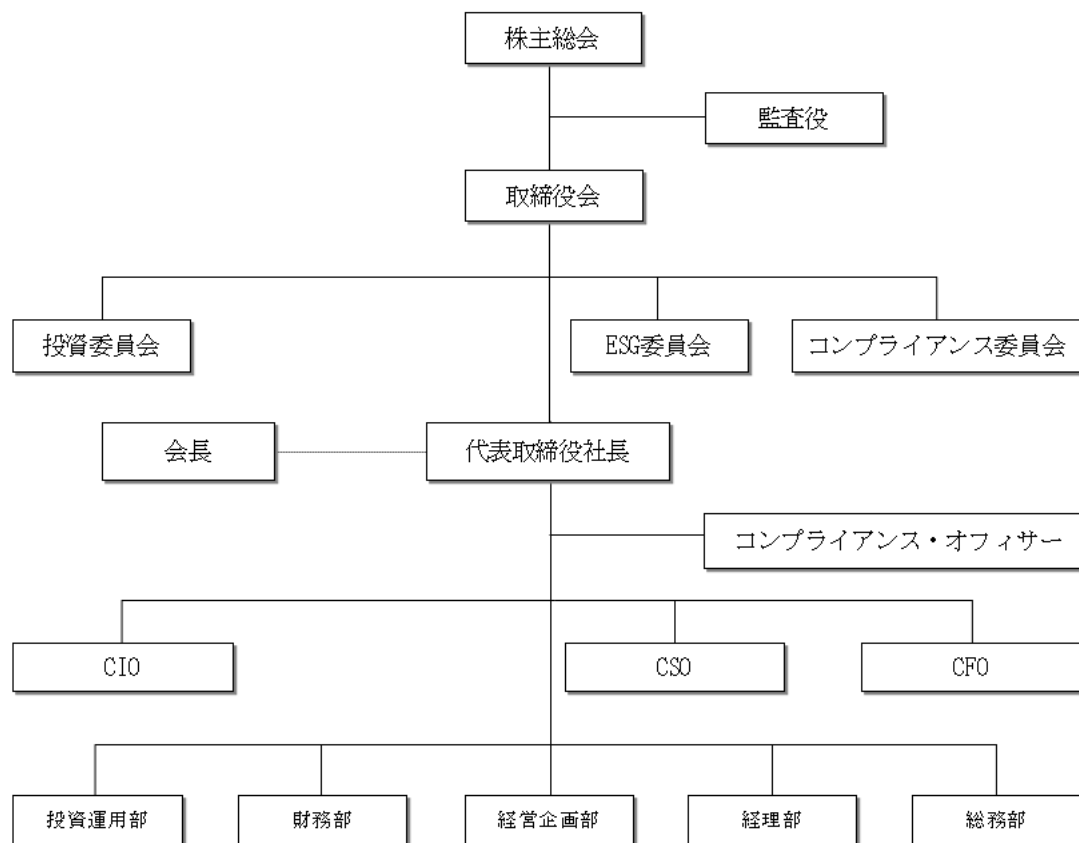 株主総会
監査役
取締役会
投資委員会
ESG委員会
コンプライアンス委員会
会長
代表取締役社長
コンプライアンス・オフィサー
CIO
CSO
CFO
投資運用部
財務部
経営企画部
経理部
総務部